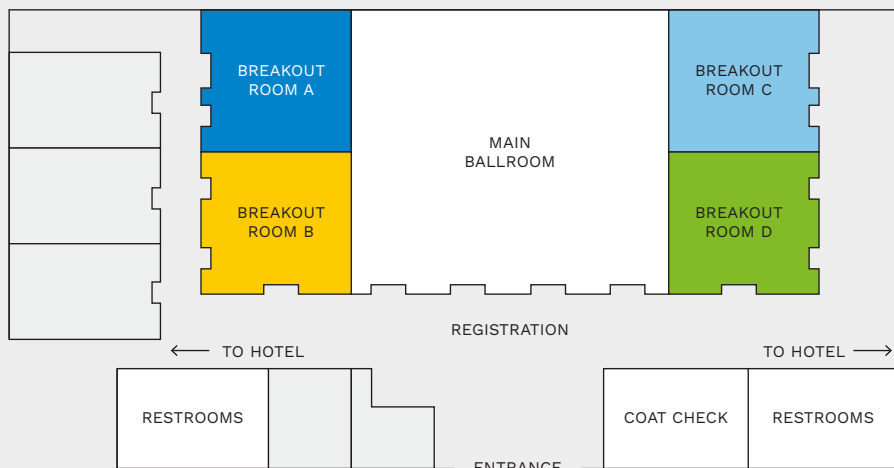 BREAKOUT
ROOM A
BREAKOUT
ROOM C
MAIN
BALLROOM
BREAKOUT
ROOM B
BREAKOUT
ROOM D
REGISTRATION
TO HOTEL
TO HOTEL
RESTROOMS
COAT CHECK
RESTROOMS
ENTRANCE